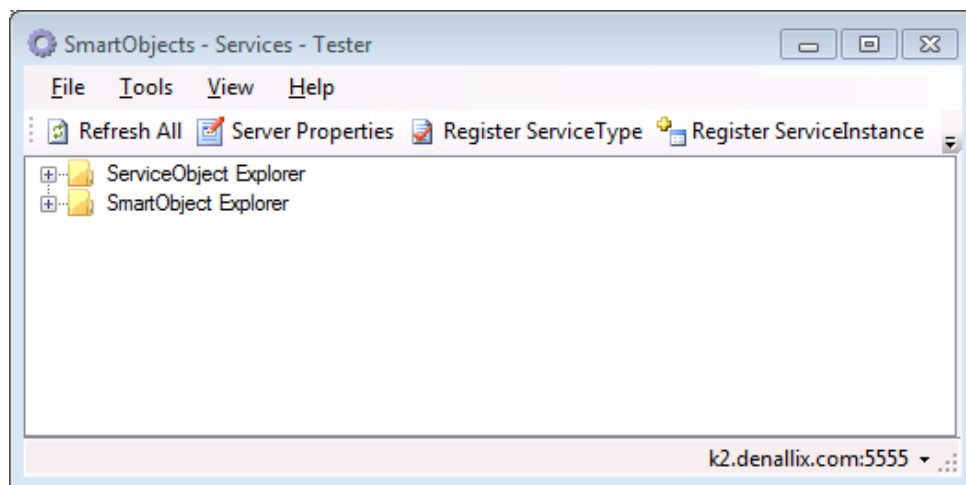 SmartObjects - Services - Tester
File Tools View Help
Refresh All Server Properties Register ServiceType Register ServiceInstance
ServiceObject Explorer
SmartObject Explorer
k2.denallix.com:5555